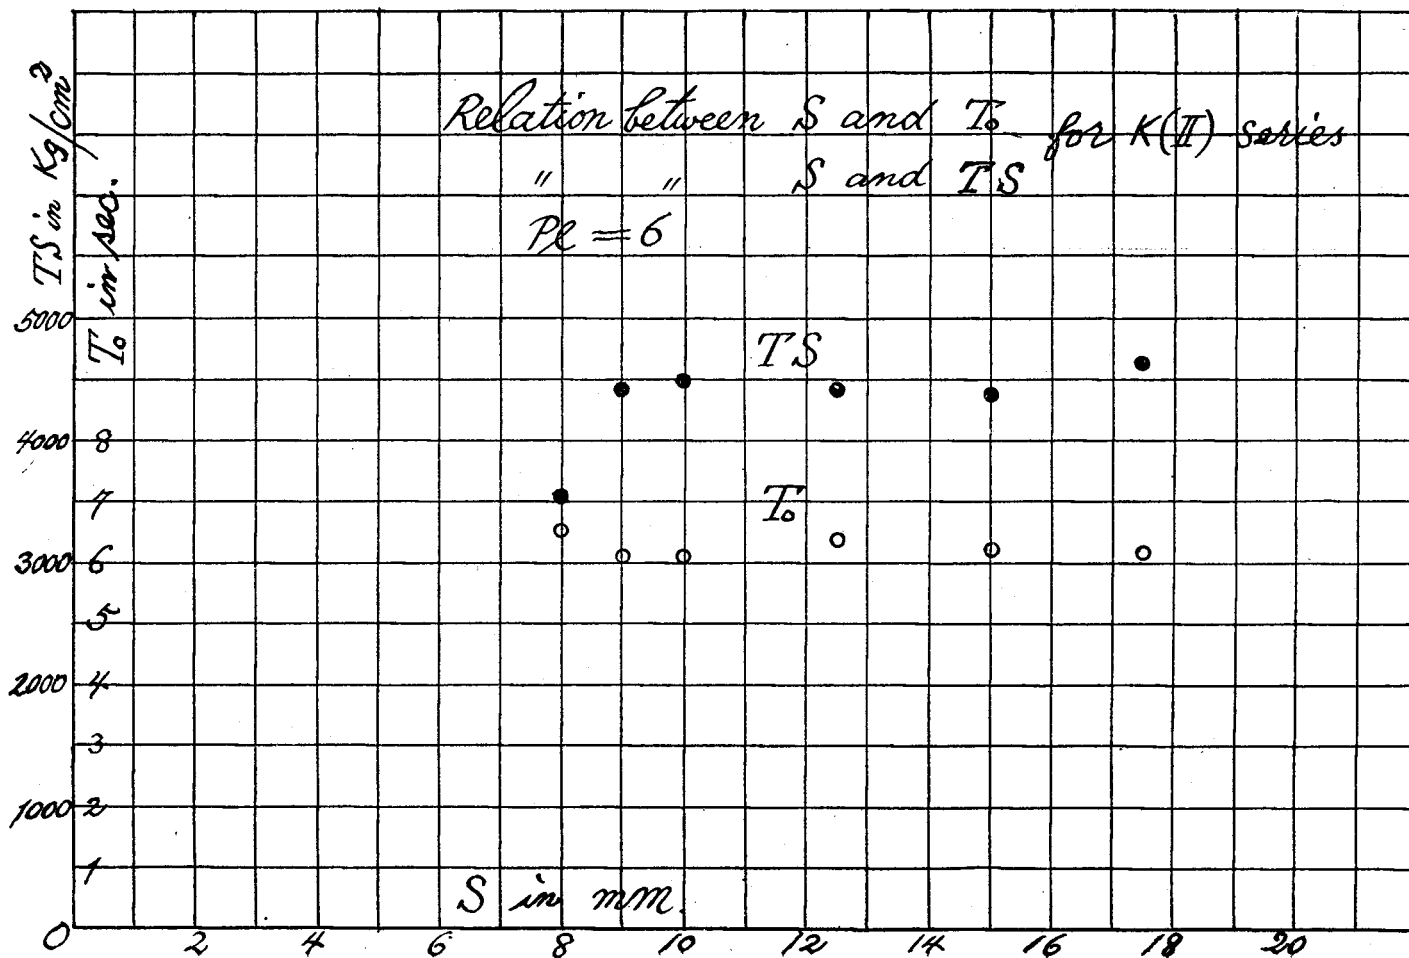 Relation between S and T₀ for K(II) series
" " S and TS
Pl = 6
TS in Kg/cm²
T₀ in sec.
5000
TS
4000 8
7
T₀
3000 6
5
2000 4
3
1000 2
1
S in mm.
0 2 4 6 8 10 12 14 16 18 20